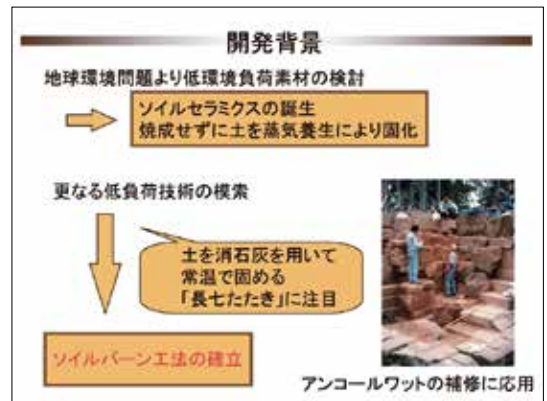 開発背景
地球環境問題より低環境負荷素材の検討
ソイルセラミクスの誕生
焼成せずに土を蒸気養生により固化
更なる低負荷技術の模索
土を消石灰を用いて
常温で固める
「長七たたき」に注目
ソイルバーン工法の確立
アンコールワットの補修に応用